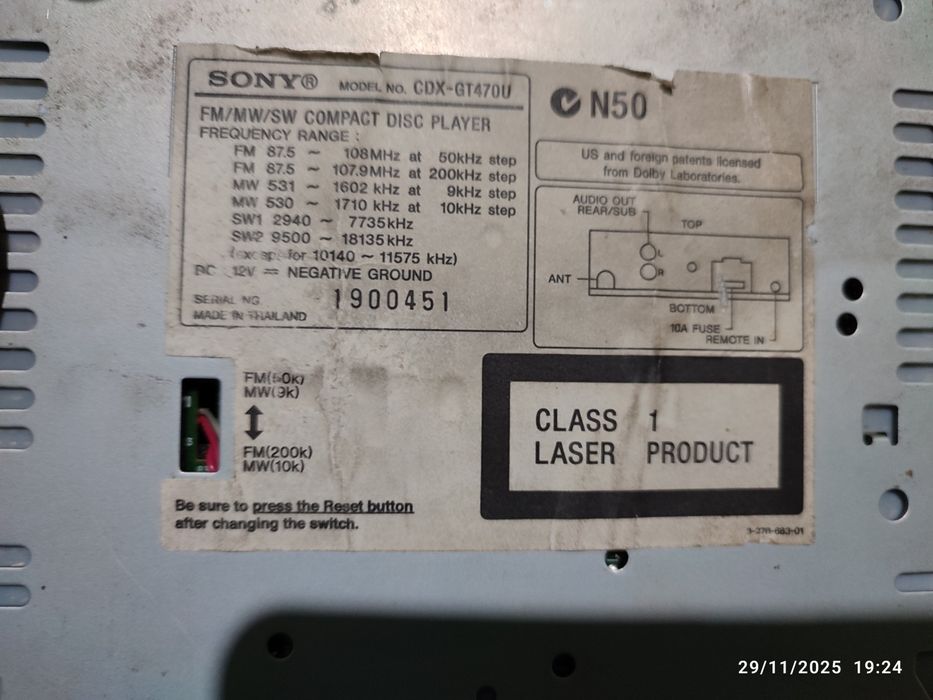 SONY® MODEL NO. CDX-GT470U
FM/MW/SW COMPACT DISC PLAYER
FREQUENCY RANGE :
FM 87.5 ~ 108MHz at 50kHz step
FM 87.5 ~ 107.9MHz at 200kHz step
MW 531 ~ 1602 kHz at 9kHz step
MW 530 ~ 1710 kHz at 10kHz step
SW1 2940 ~ 7735kHz
SW2 9500 ~ 18135kHz
(except for 10140 ~ 11575 kHz)
DC 12V ⎓ NEGATIVE GROUND
SERIAL NO. 1900451
MADE IN THAILAND
N50
US and foreign patents licensed
from Dolby Laboratories.
AUDIO OUT
REAR/SUB
TOP
L
R
ANT
BOTTOM
10A FUSE
REMOTE IN
FM(50k)
MW(9k)
FM(200k)
MW(10k)
Be sure to press the Reset button
after changing the switch.
CLASS 1
LASER PRODUCT
29/11/2025 19:24